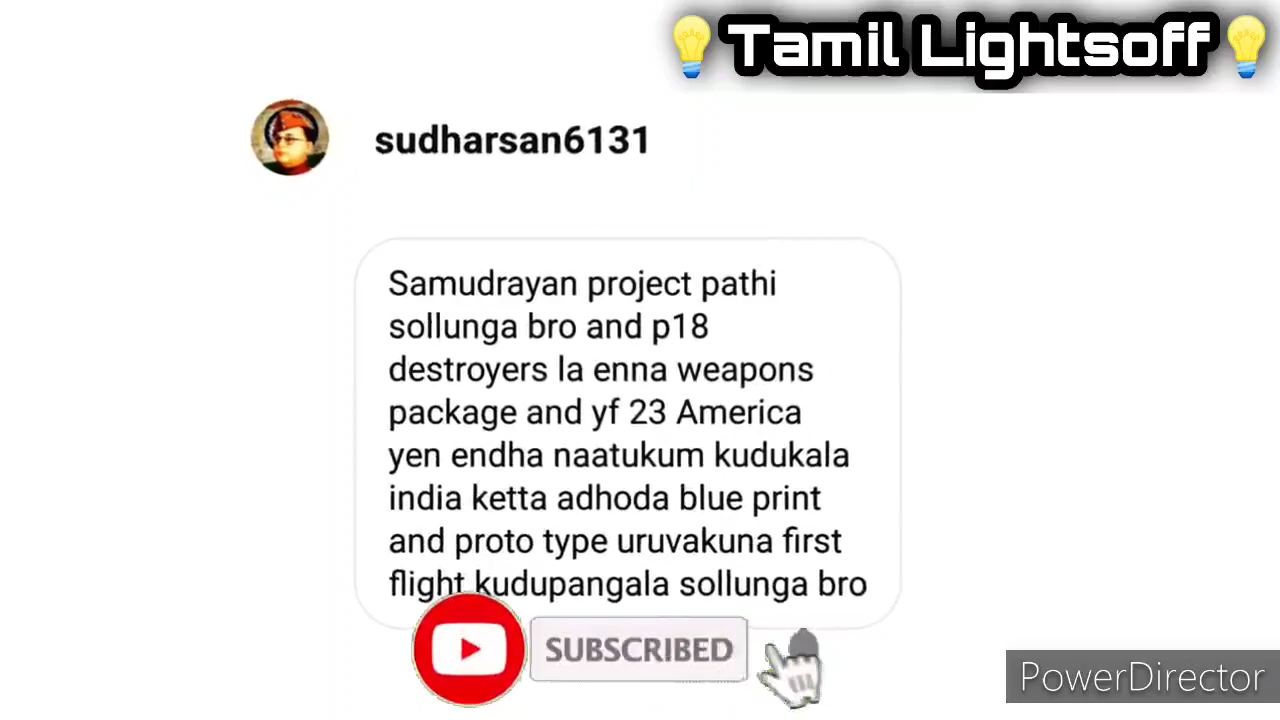 Tamil Lightsoff
sudharsan6131
Samudrayan project pathi
sollunga bro and p18
destroyers la enna weapons
package and yf 23 America
yen endha naatukum kudukala
india ketta adhoda blue print
and proto type uruvakuna first
flight kudupangala sollunga bro
SUBSCRIBED
PowerDirector